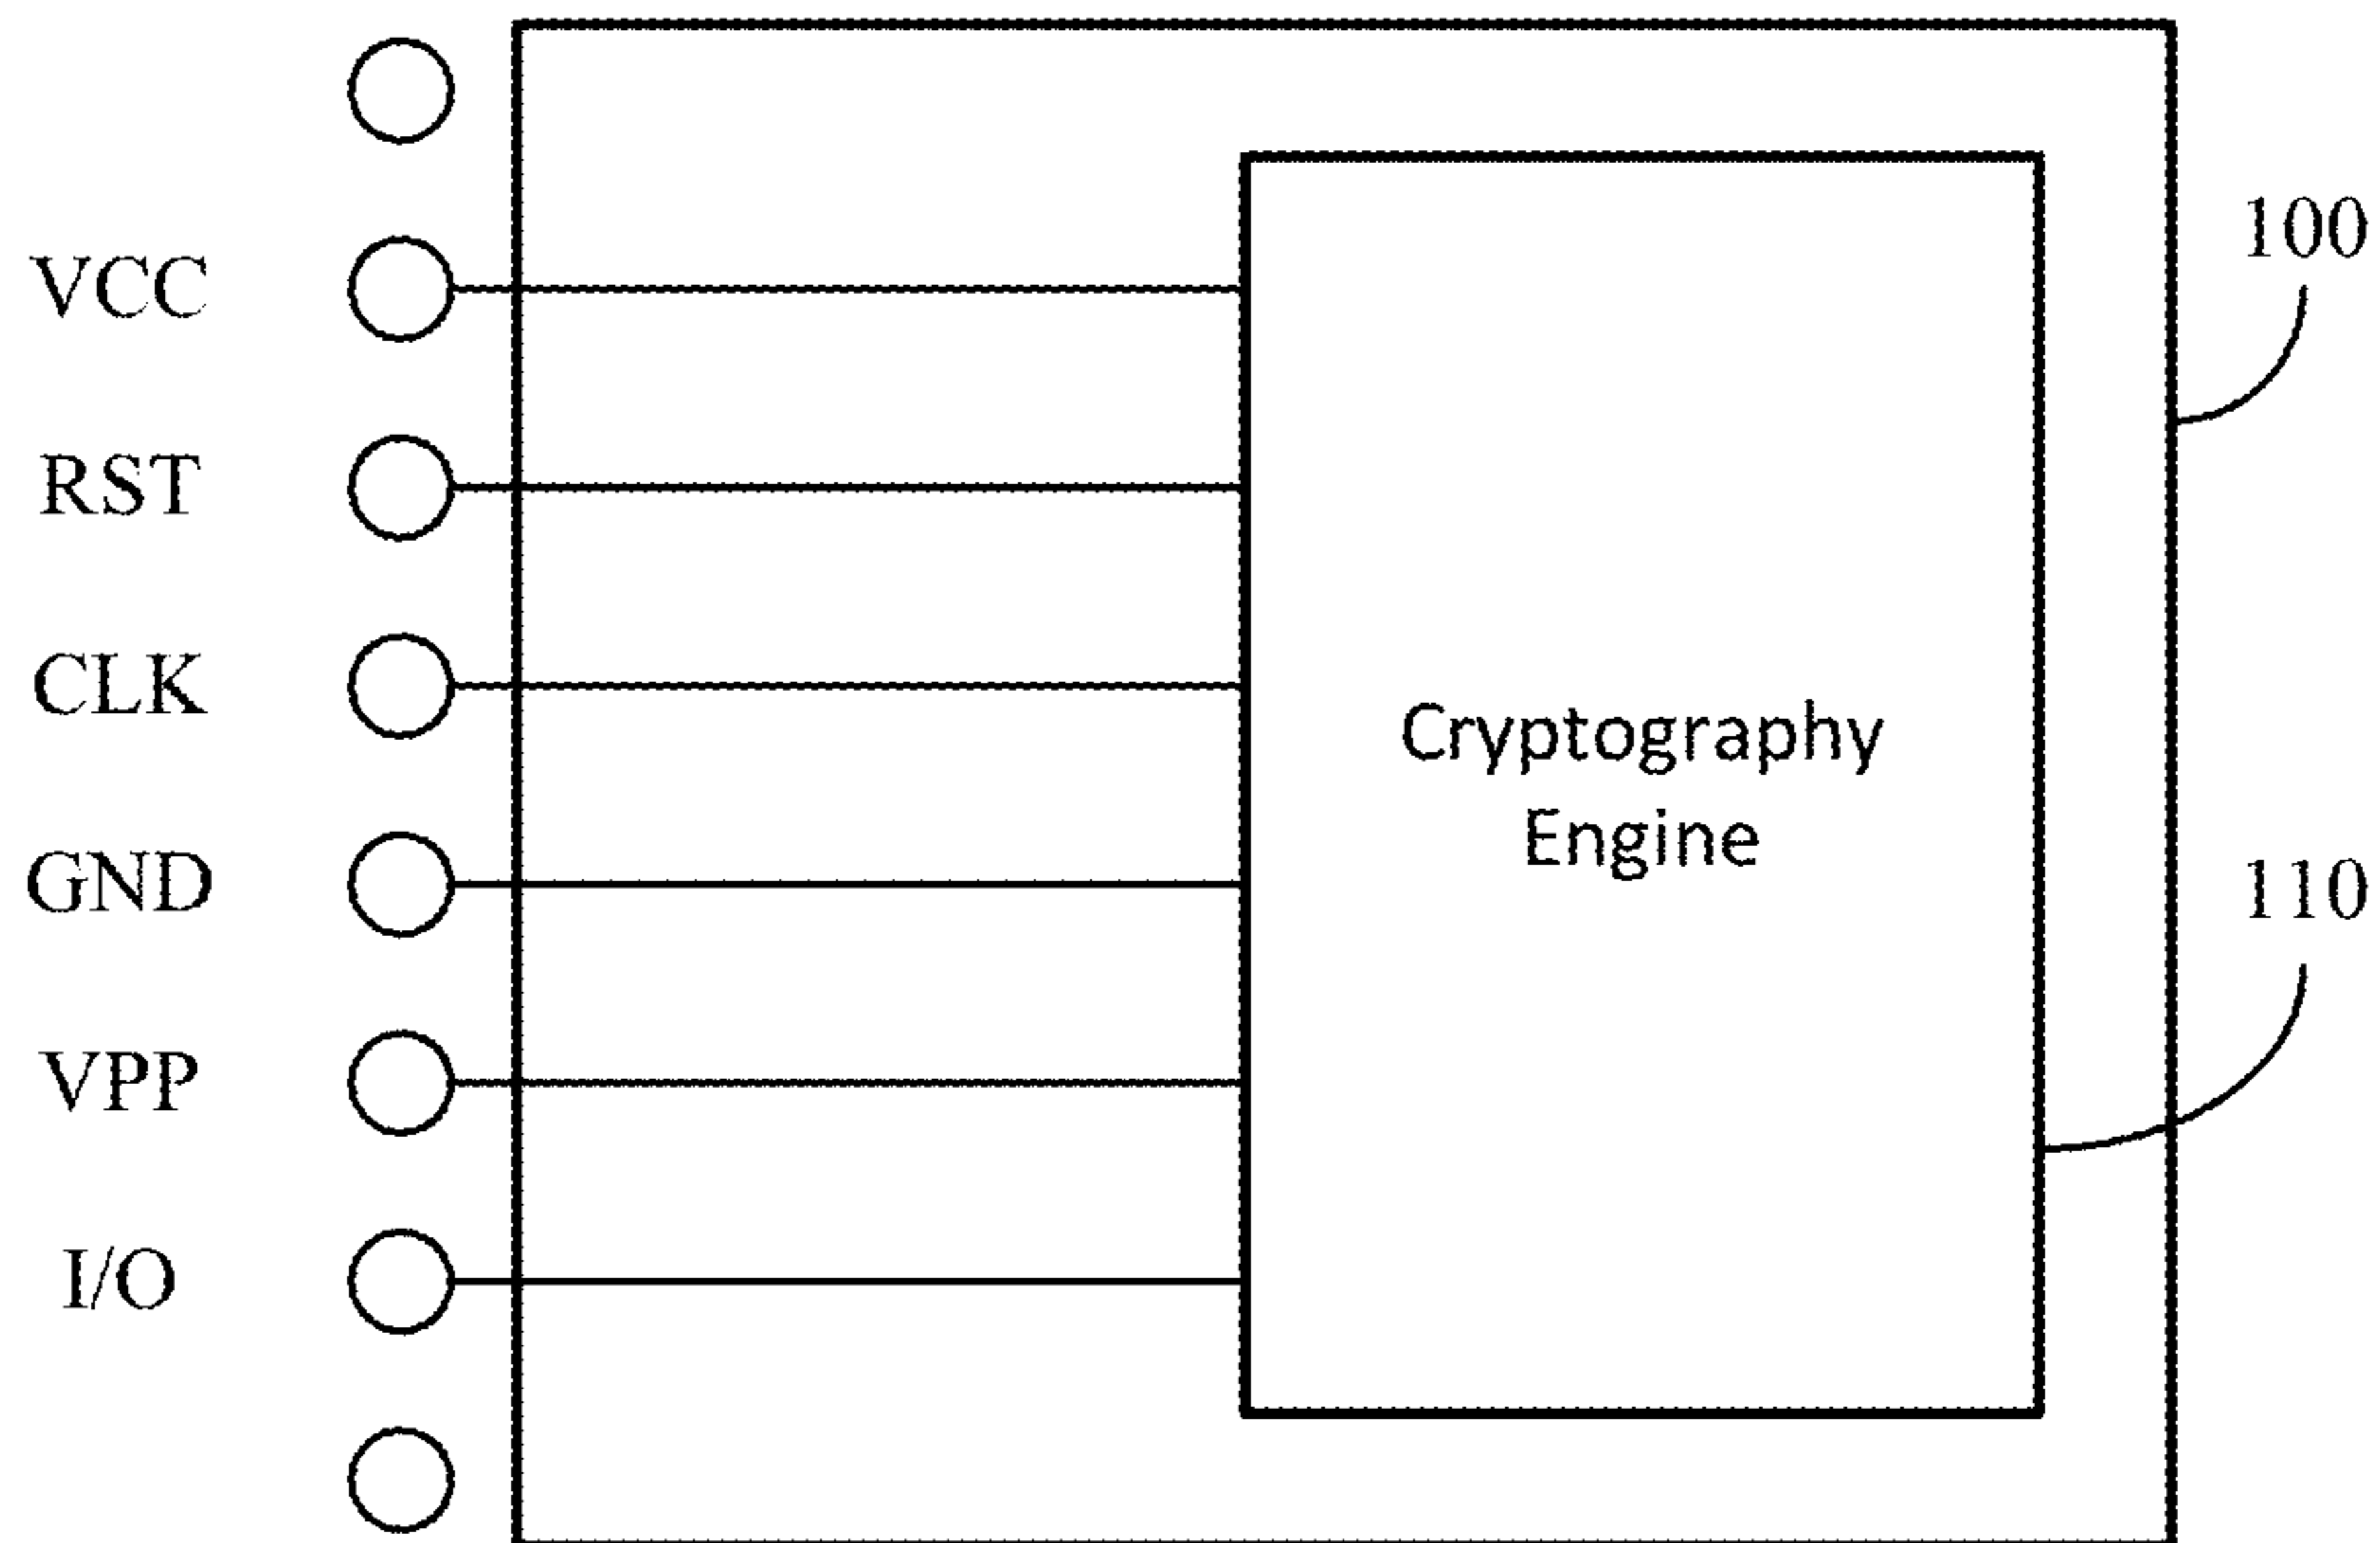 VCC
100
RST
CLK
Cryptography
Engine
GND
110
VPP
I/O